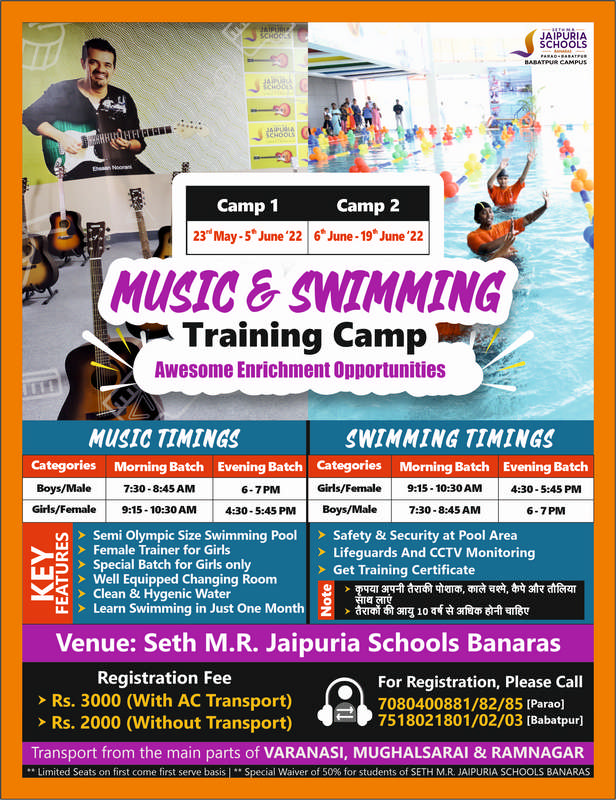 SETH M.R.
JAIPURIA
SCHOOLS
BANARAS
PARAO • BABATPUR
BABATPUR CAMPUS
Ehsaan Noorani
JAIPURIA
SCHOOLS
Camp 1 Camp 2
23rd May - 5th June ‘22 6th June - 19th June ‘22
MUSIC & SWIMMING
Training Camp
Awesome Enrichment Opportunities
MUSIC TIMINGS
Categories Morning Batch Evening Batch
Boys/Male 7:30 - 8:45 AM 6 - 7 PM
Girls/Female 9:15 - 10:30 AM 4:30 - 5:45 PM
SWIMMING TIMINGS
Categories Morning Batch Evening Batch
Girls/Female 9:15 - 10:30 AM 4:30 - 5:45 PM
Boys/Male 7:30 - 8:45 AM 6 - 7 PM
KEY
FEATURES
Semi Olympic Size Swimming Pool
Female Trainer for Girls
Special Batch for Girls only
Well Equipped Changing Room
Clean & Hygenic Water
Learn Swimming in Just One Month
Safety & Security at Pool Area
Lifeguards And CCTV Monitoring
Get Training Certificate
Note
कृपया अपनी तैराकी पोशाक, काले चश्मे, कैपे और तौलिया
साथ लाएं
तैराकों की आयु 10 वर्ष से अधिक होनी चाहिए
Venue: Seth M.R. Jaipuria Schools Banaras
Registration Fee
Rs. 3000 (With AC Transport)
Rs. 2000 (Without Transport)
For Registration, Please Call
7080400881/82/85 [Parao]
7518021801/02/03 [Babatpur]
Transport from the main parts of VARANASI, MUGHALSARAI & RAMNAGAR
** Limited Seats on first come first serve basis | ** Special Waiver of 50% for students of SETH M.R. JAIPURIA SCHOOLS BANARAS